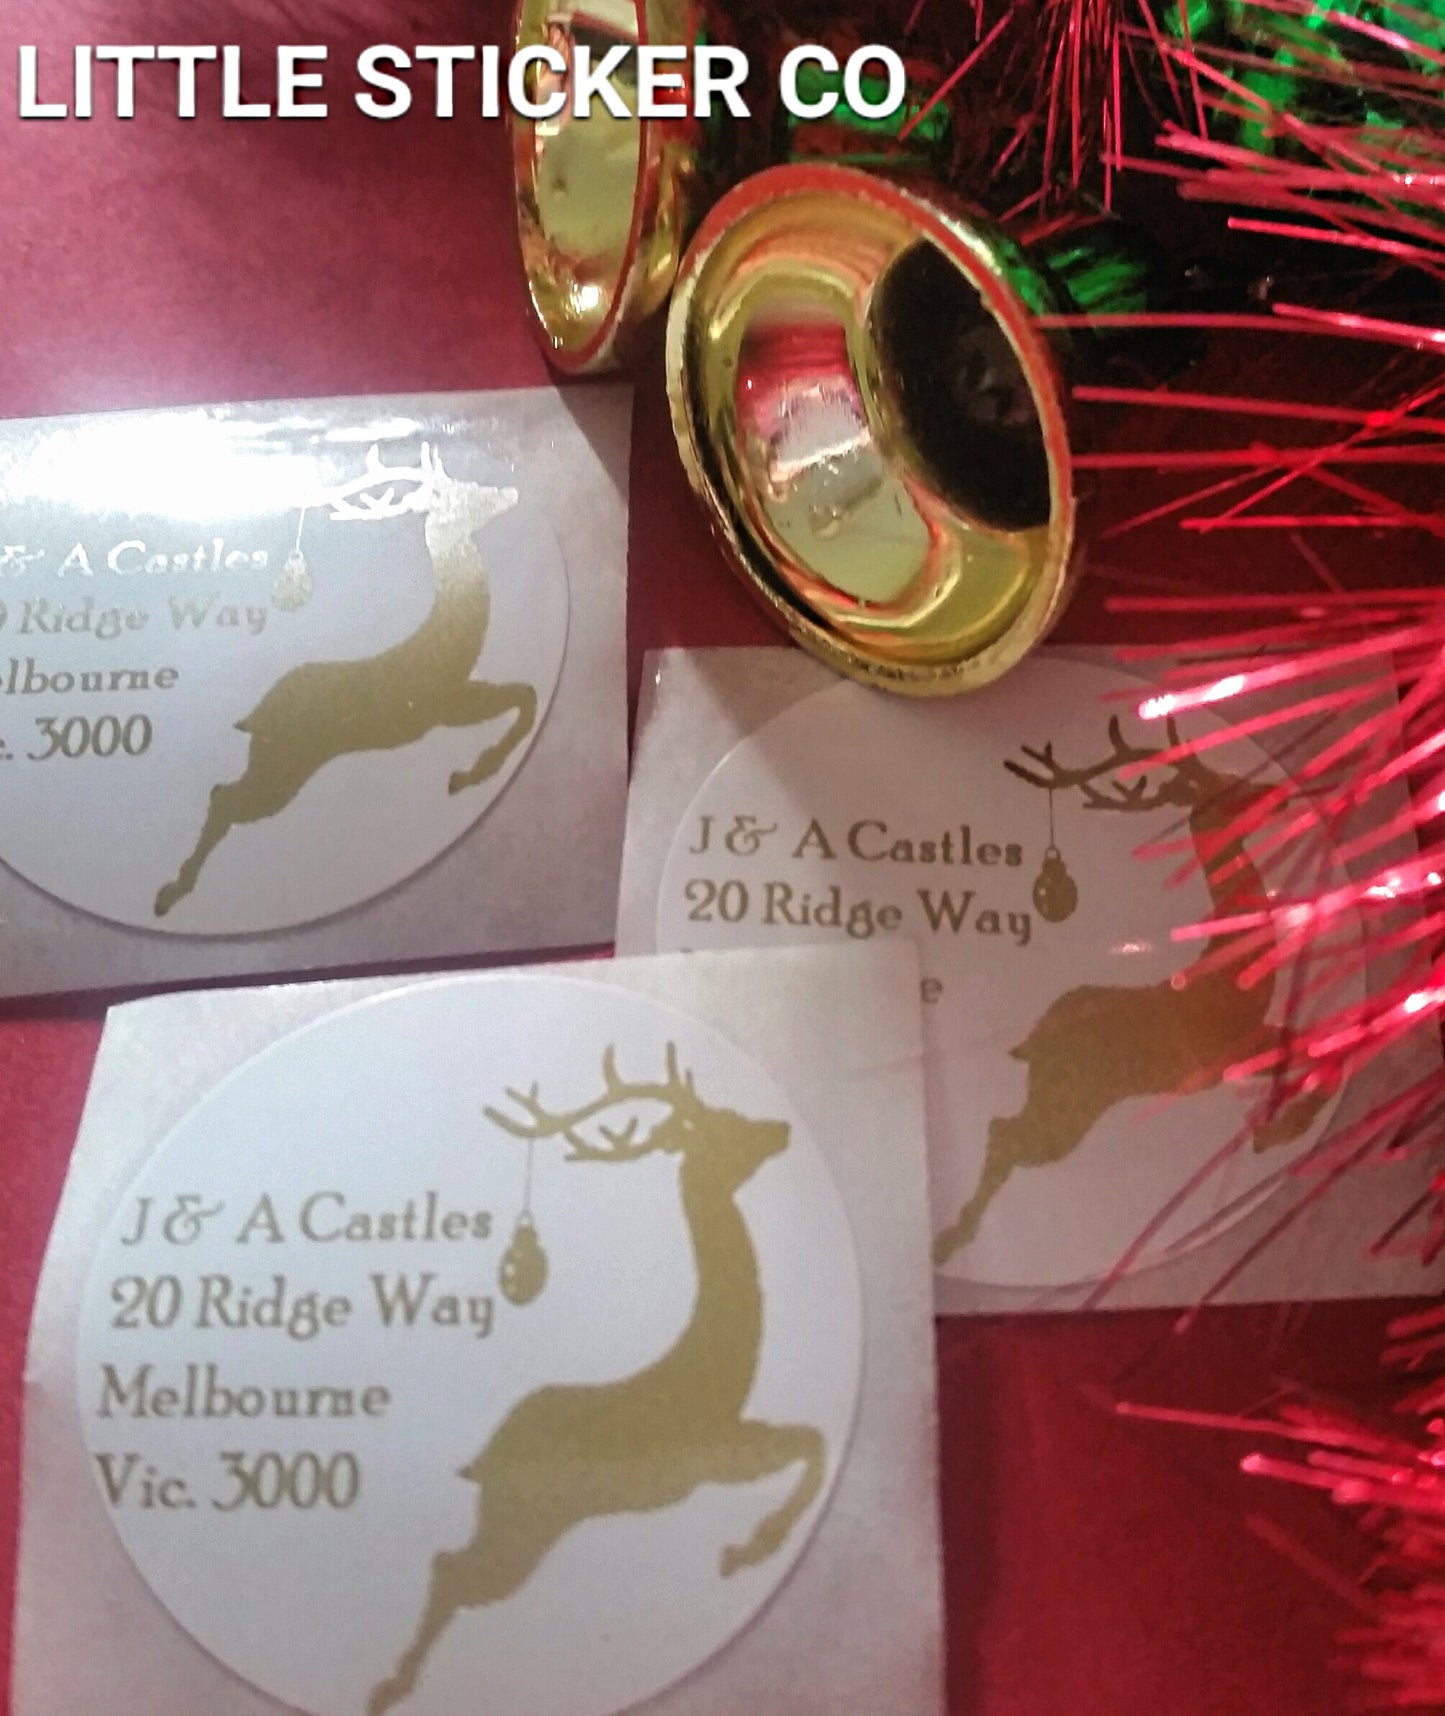 LITTLE STICKER CO
& A Castles
Ridge Way
lbourne
. 3000
J & A Castles
20 Ridge Way
e
J & A Castles
20 Ridge Way
Melbourne
Vic. 3000